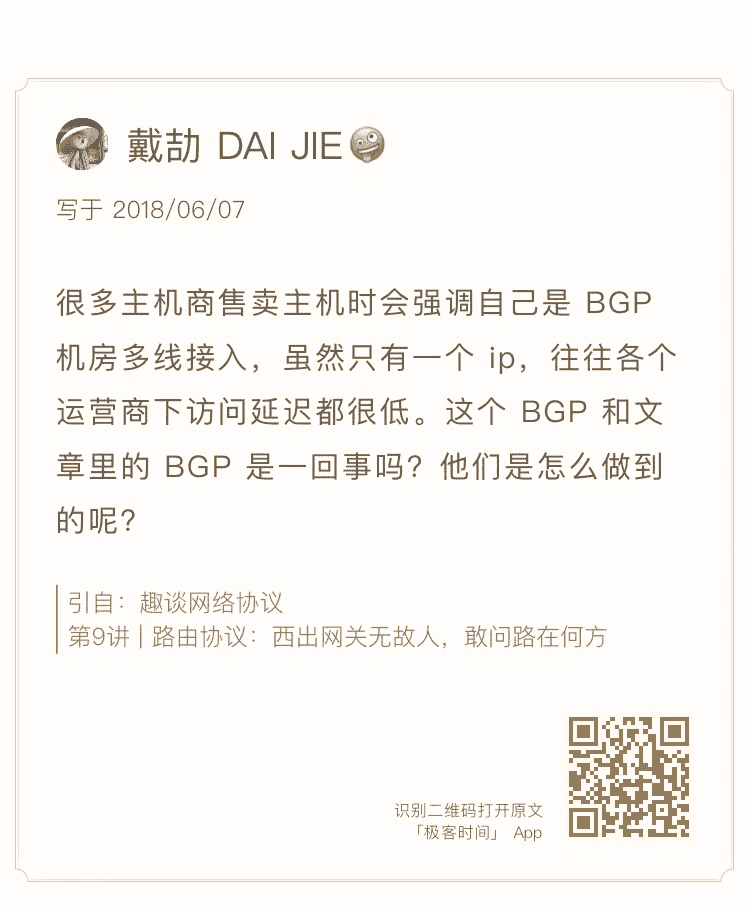 戴劼 DAI JIE🤪
写于 2018/06/07
很多主机商售卖主机时会强调自己是 BGP
机房多线接入，虽然只有一个 ip，往往各个
运营商下访问延迟都很低。这个 BGP 和文
章里的 BGP 是一回事吗？他们是怎么做到
的呢？
引自：趣谈网络协议
第9讲 | 路由协议：西出网关无故人，敢问路在何方
识别二维码打开原文
「极客时间」 App